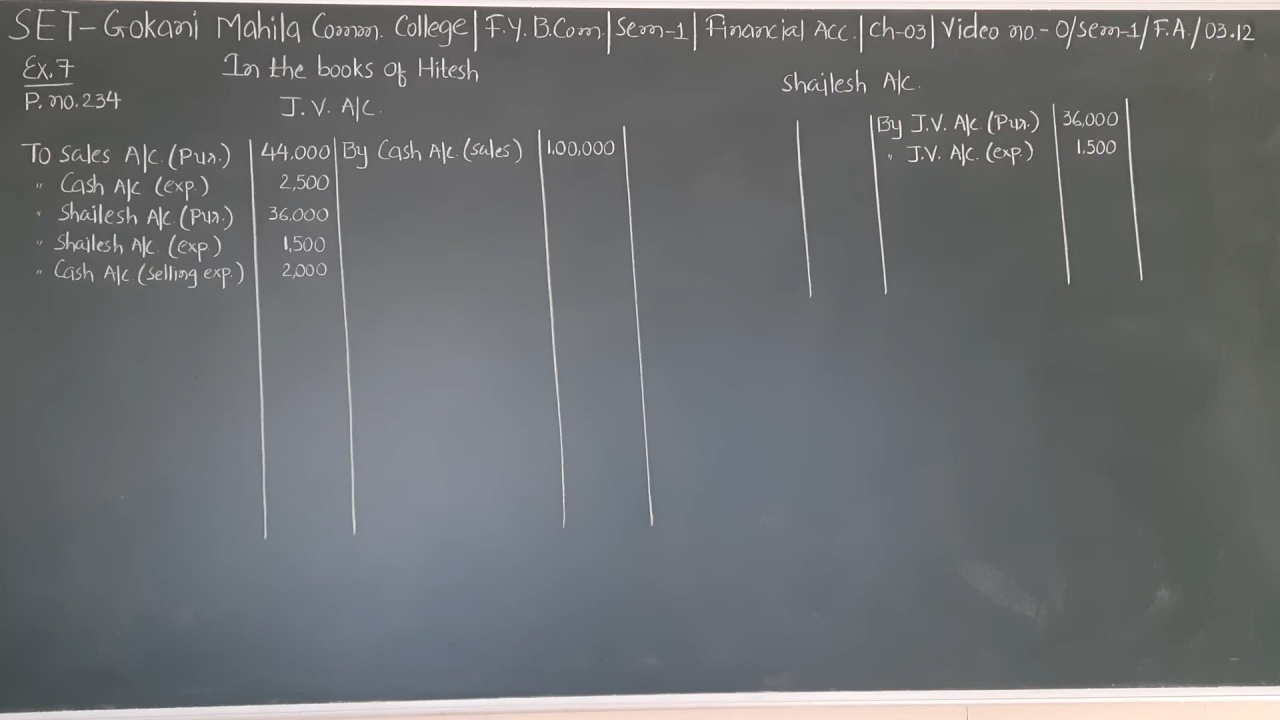 SET-Gokani Mahila Comm. College|F.Y. B.Com|Sem-1|Financial Acc.|Ch-03|Video no.- 0/sem-1/F.A./03.12
Ex.7
P. no.234
In the books of Hitesh
J.V. A/c.
To Sales A/c. (Pur.) 44,000 By Cash A/c. (sales) 1,00,000
" Cash A/c (exp.) 2,500
" Shailesh A/c (Pur.) 36,000
" Shailesh A/c. (exp) 1,500
" Cash A/c (selling exp.) 2,000
Shailesh A/c.
By J.V. A/c (Pur.) 36,000
" J.V. A/c. (exp.) 1,500